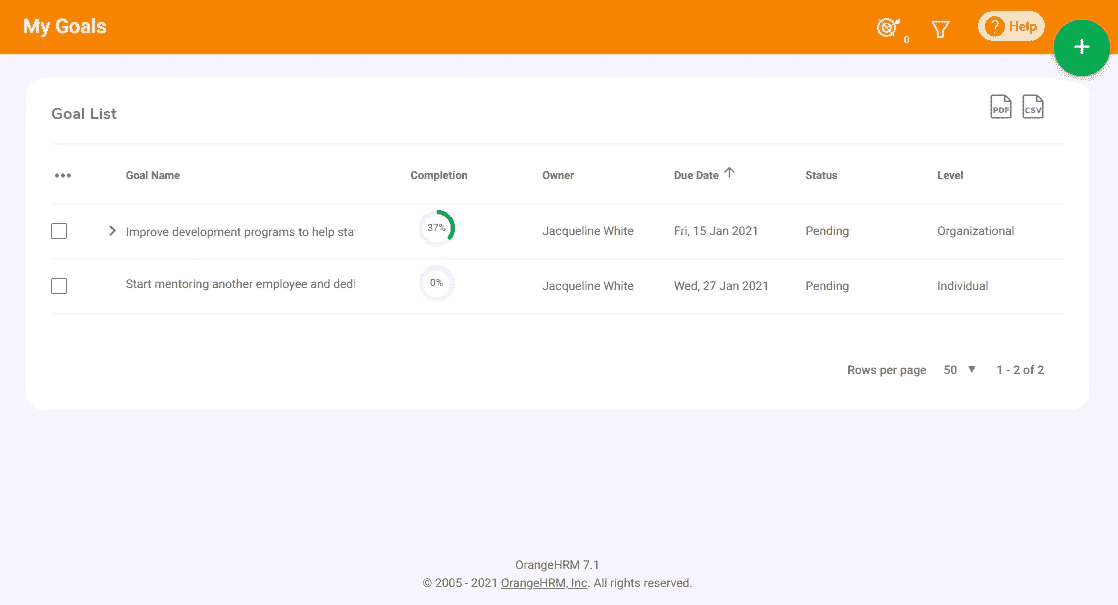 My Goals
0
? Help
+
Goal List
PDF CSV
••• Goal Name Completion Owner Due Date ↑ Status Level
Improve development programs to help sta 37% Jacqueline White Fri, 15 Jan 2021 Pending Organizational
Start mentoring another employee and ded 0% Jacqueline White Wed, 27 Jan 2021 Pending Individual
Rows per page 50 ▼ 1 - 2 of 2
OrangeHRM 7.1
© 2005 - 2021 OrangeHRM, Inc. All rights reserved.